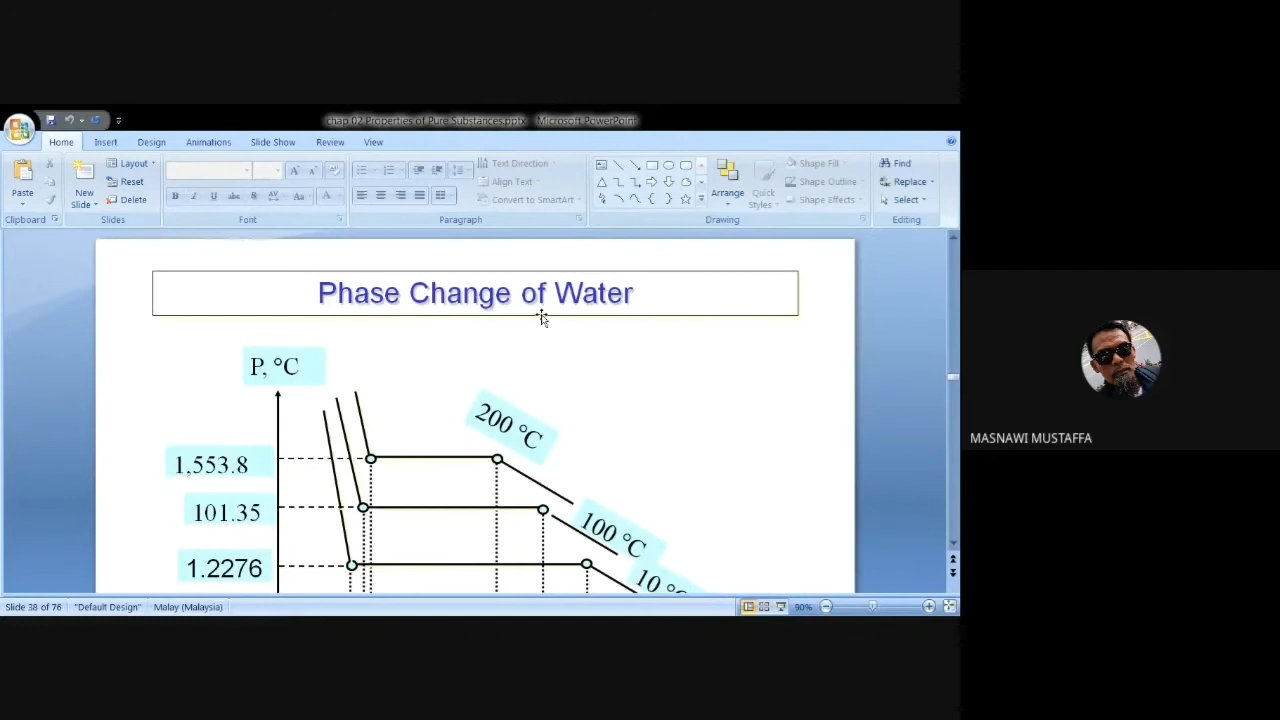 chap 02 Properties of Pure Substances.pptx - Microsoft PowerPoint
Home Insert Design Animations Slide Show Review View
Paste
New Slide
Layout
Reset
Delete
B I U abc S AV Aa A
Text Direction
Align Text
Convert to SmartArt
Arrange
Quick Styles
Shape Fill
Shape Outline
Shape Effects
Find
Replace
Select
Clipboard Slides Font Paragraph Drawing Editing
Phase Change of Water
P, °C
200 °C
1,553.8
101.35
100 °C
1.2276
10 °C
MASNAWI MUSTAFFA
Slide 38 of 76 "Default Design" Malay (Malaysia) 90%